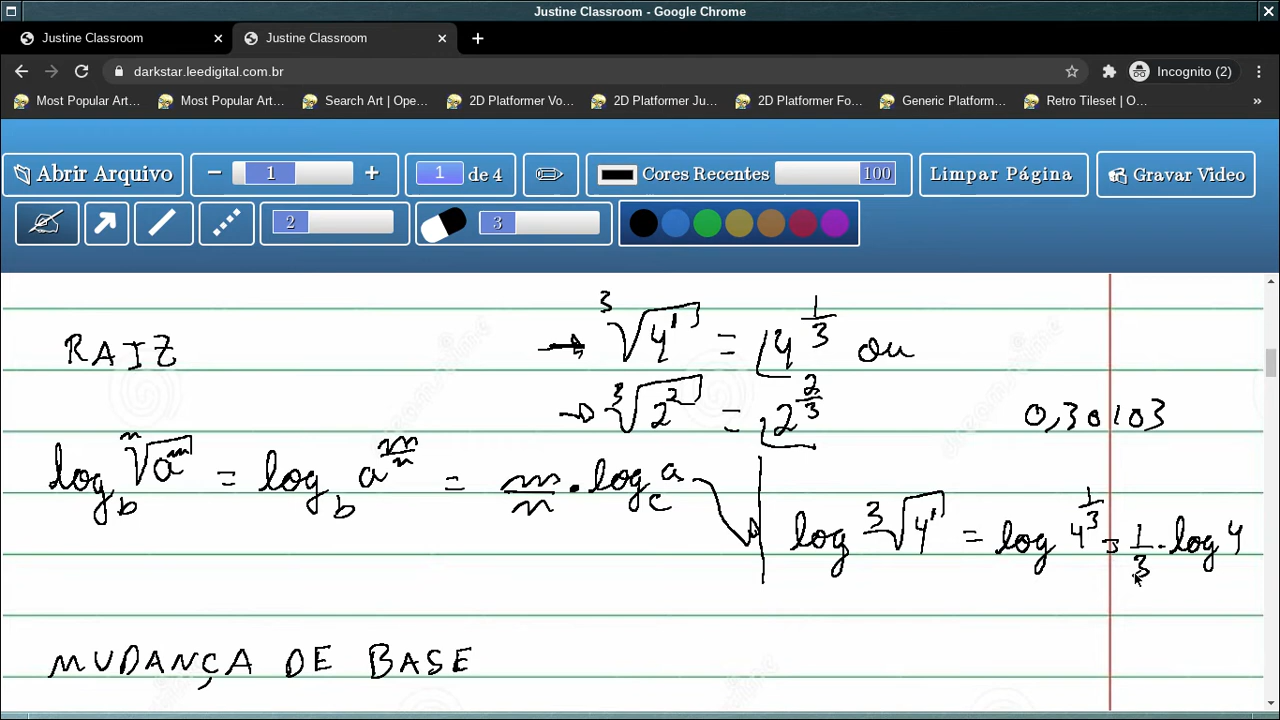 Justine Classroom - Google Chrome
Justine Classroom
Justine Classroom
darkstar.leedigital.com.br
Incognito (2)
Most Popular Art...
Most Popular Art...
Search Art | Ope...
2D Platformer Vo...
2D Platformer Ju...
2D Platformer Fo...
Generic Platform...
Retro Tileset | O...
Abrir Arquivo
− 1 +
1 de 4
Cores Recentes 100
Limpar Página
Gravar Video
2
3
RAIZ
→ ³√4¹ = 4^(1/3) ou
→ ³√2² = 2^(2/3)
0,30103
log_b ⁿ√a^m = log_b a^(m/n) = m/n · log_c a
log ³√4¹ = log 4^(1/3) = 1/3 · log 4
MUDANÇA DE BASE